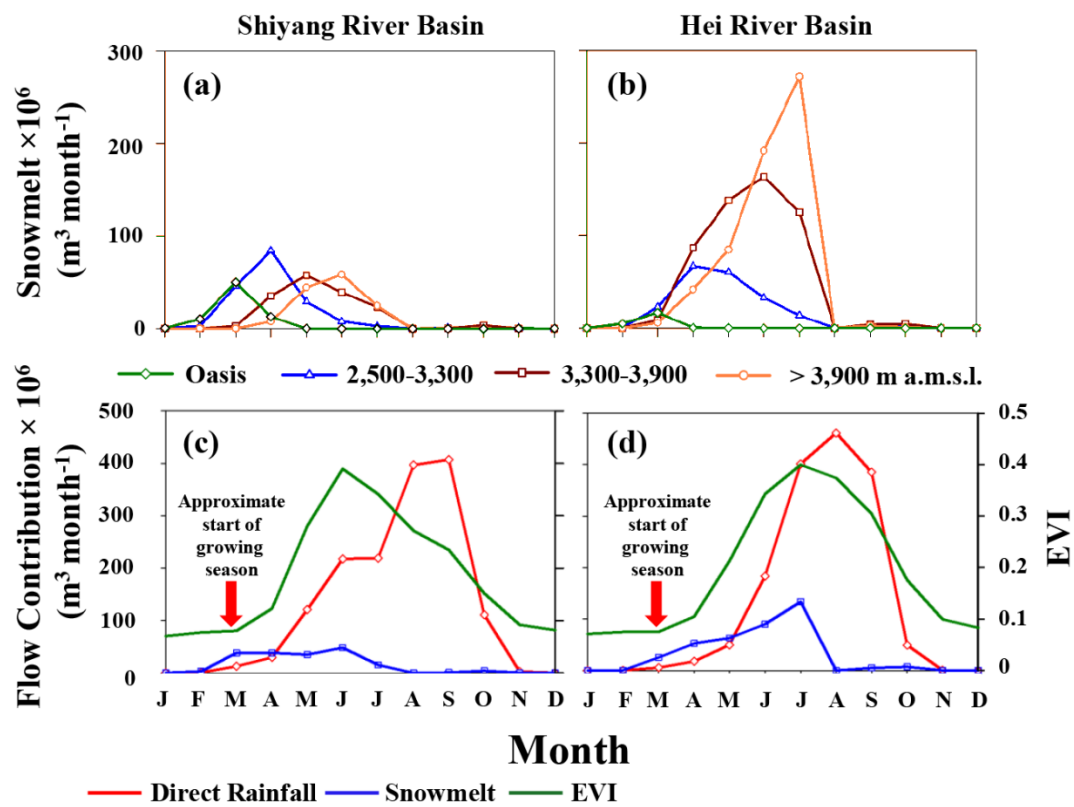 Shiyang River Basin
Hei River Basin
Snowmelt ×10⁶
(m³ month⁻¹)
300
200
100
0
(a)
(b)
Oasis
2,500-3,300
3,300-3,900
> 3,900 m a.m.s.l.
Flow Contribution × 10⁶
(m³ month⁻¹)
500
400
300
200
100
0
(c)
Approximate
start of
growing
season
(d)
Approximate
start of
growing
season
0.5
0.4
0.3
0.2
0.1
0
EVI
J F M A M J J A S O N D
J F M A M J J A S O N D
Month
Direct Rainfall
Snowmelt
EVI